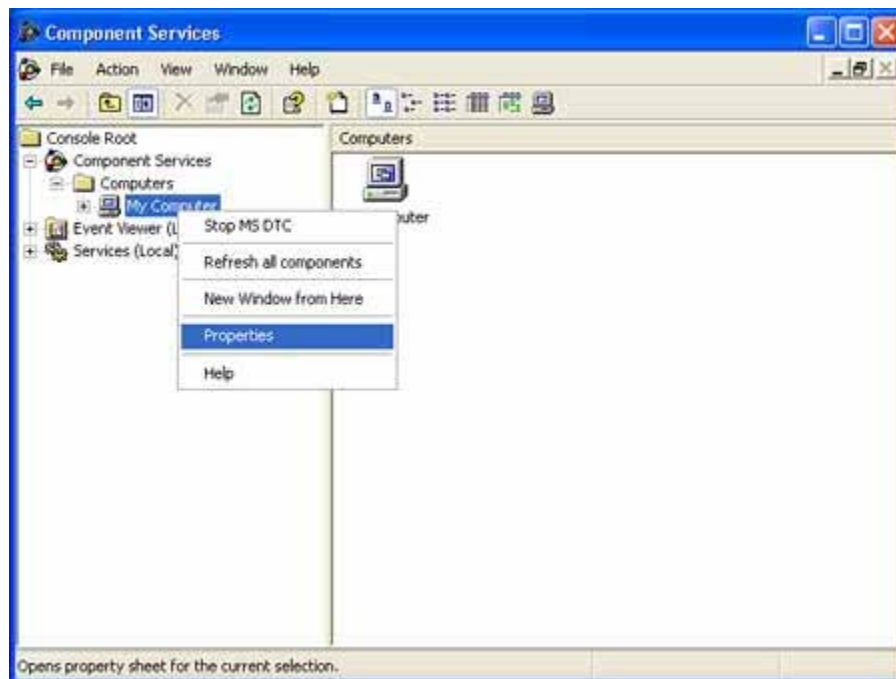 Component Services
File Action View Window Help
Console Root
Computers
Component Services
Computers
My Computer
Event Viewer (L
Services (Local)
Stop MS DTC
Refresh all components
New Window from Here
Properties
Help
uter
Opens property sheet for the current selection.